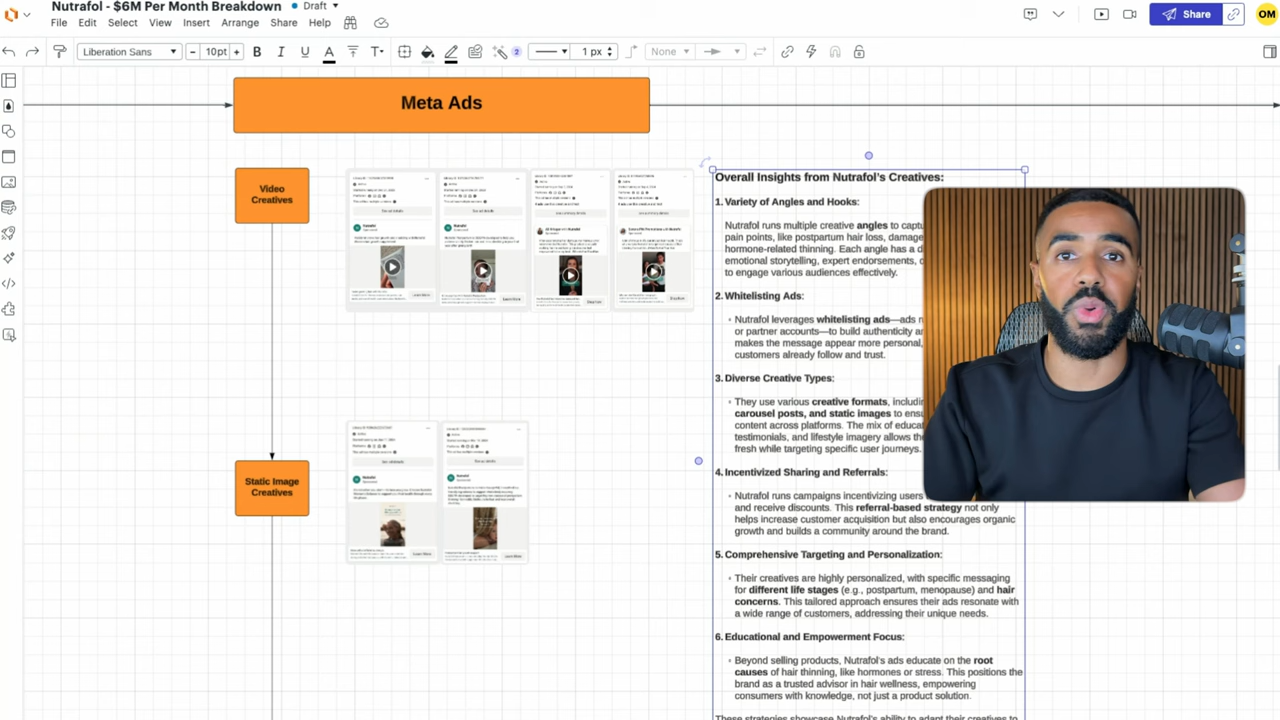 Nutrafol - $6M Per Month Breakdown
Draft
File Edit Select View Insert Arrange Share Help
Share
OM
Liberation Sans
10pt
B I U A T
2
1 px
None
Meta Ads
Video
Creatives
Static Image
Creatives
Overall Insights from Nutrafol's Creatives:
1. Variety of Angles and Hooks:
Nutrafol runs multiple creative angles to captu
pain points, like postpartum hair loss, damage
hormone-related thinning. Each angle has a d
emotional storytelling, expert endorsements, o
to engage various audiences effectively.
2. Whitelisting Ads:
Nutrafol leverages whitelisting ads—ads r
or partner accounts—to build authenticity a
makes the message appear more personal,
customers already follow and trust.
3. Diverse Creative Types:
They use various creative formats, includin
carousel posts, and static images to ensu
content across platforms. The mix of educa
testimonials, and lifestyle imagery allows th
fresh while targeting specific user journeys.
4. Incentivized Sharing and Referrals:
Nutrafol runs campaigns incentivizing users
and receive discounts. This referral-based strategy not only
helps increase customer acquisition but also encourages organic
growth and builds a community around the brand.
5. Comprehensive Targeting and Personalization:
Their creatives are highly personalized, with specific messaging
for different life stages (e.g., postpartum, menopause) and hair
concerns. This tailored approach ensures their ads resonate with
a wide range of customers, addressing their unique needs.
6. Educational and Empowerment Focus:
Beyond selling products, Nutrafol's ads educate on the root
causes of hair thinning, like hormones or stress. This positions the
brand as a trusted advisor in hair wellness, empowering
consumers with knowledge, not just a product solution.
These strategies showcase Nutrafol's ability to adapt their creatives to